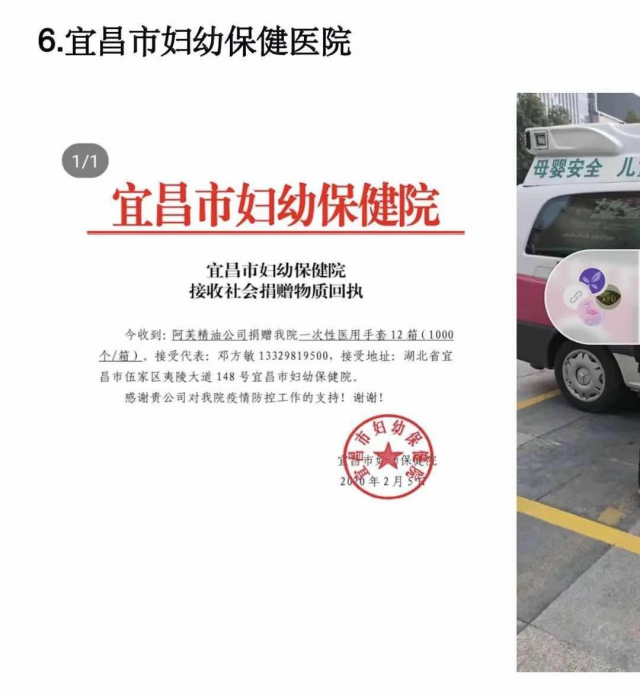 6.宜昌市妇幼保健医院
1/1
宜昌市妇幼保健院
宜昌市妇幼保健院
接收社会捐赠物质回执
今收到：阿芙精油公司捐赠我院一次性医用手套 12 箱（1000
个/箱）。接受代表：邓方敏 13329819500，接受地址：湖北省宜
昌市伍家区夷陵大道 148 号宜昌市妇幼保健院。
感谢贵公司对我院疫情防控工作的支持！谢谢！
宜昌市妇幼保健院
宜昌市妇幼保健院
2020 年 2 月 5 日
母婴安全 儿
AFU